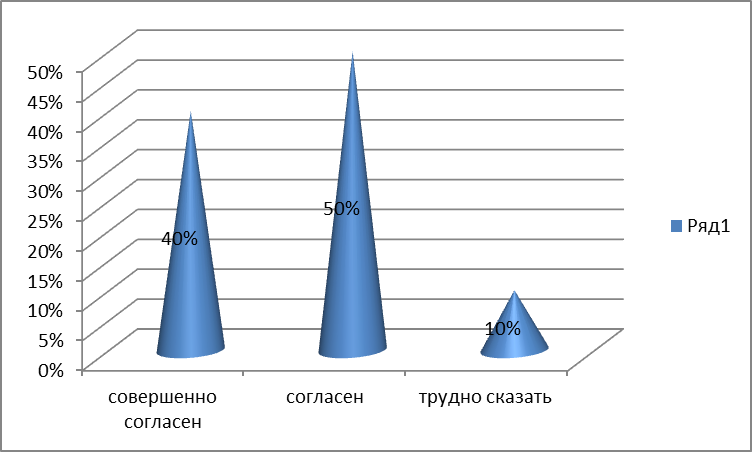 50%
45%
40%
35%
30%
25%
20%
15%
10%
5%
0%
40%
50%
10%
совершенно
согласен
согласен
трудно сказать
Ряд1